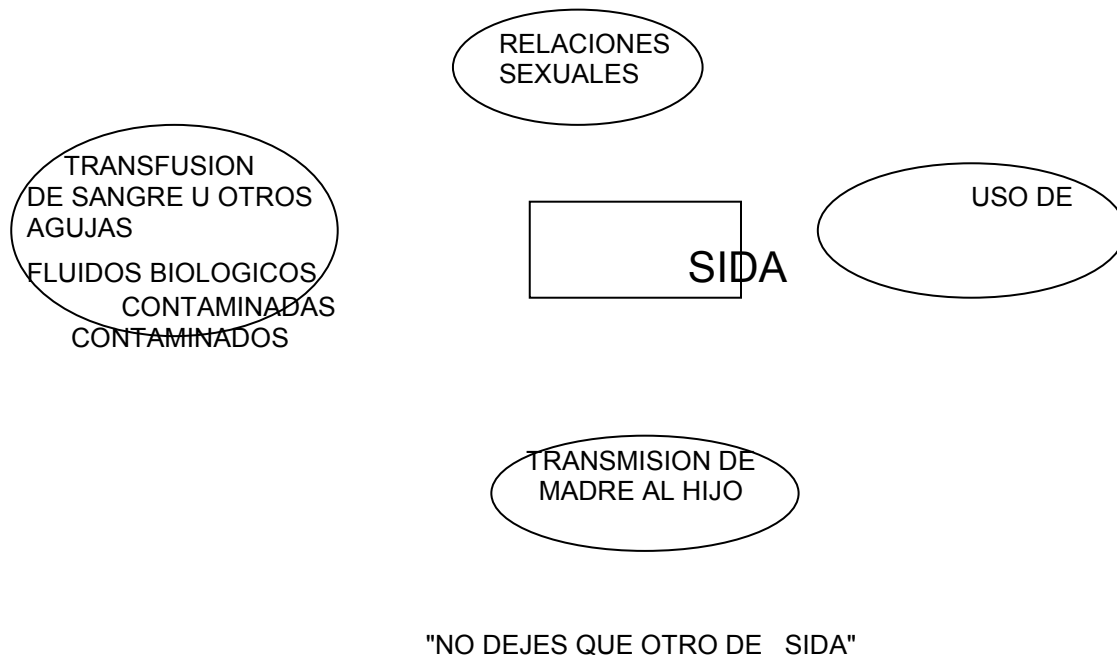 RELACIONES
SEXUALES
TRANSFUSION
DE SANGRE U OTROS
AGUJAS
FLUIDOS BIOLOGICOS
CONTAMINADAS
CONTAMINADOS
SIDA
USO DE
TRANSMISION DE
MADRE AL HIJO
"NO DEJES QUE OTRO DE SIDA"